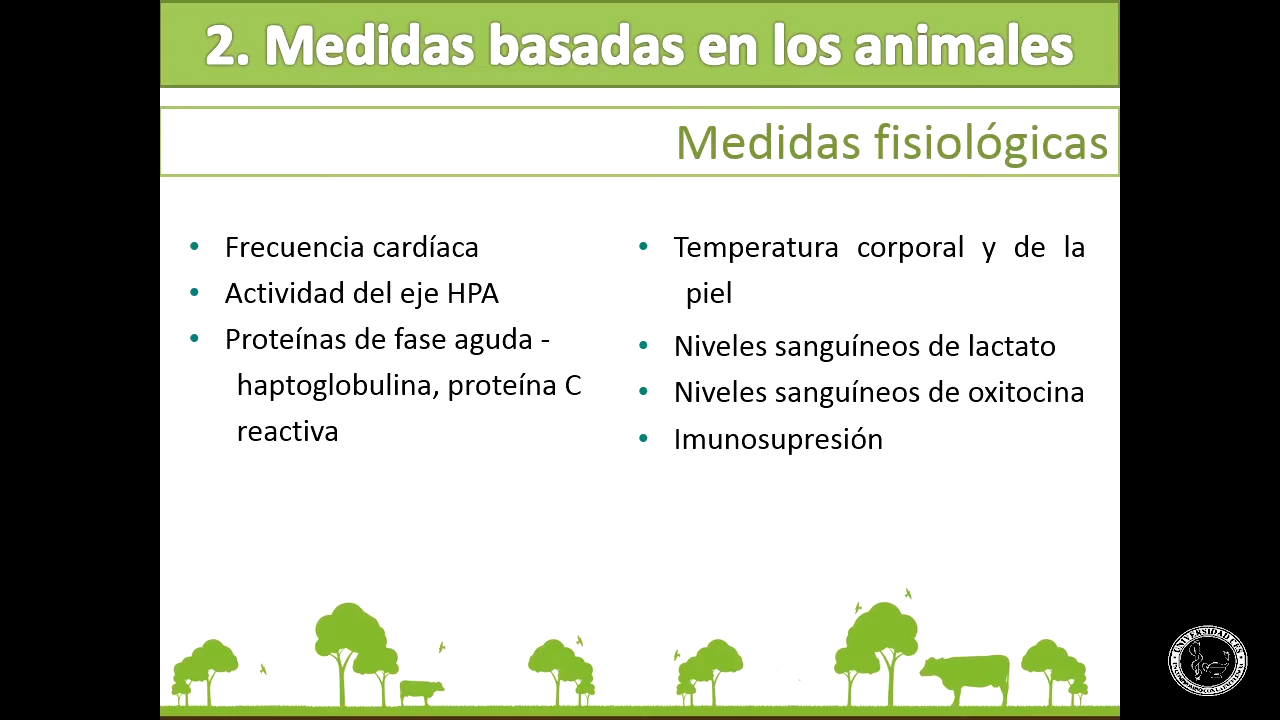 2. Medidas basadas en los animales
Medidas fisiológicas
• Frecuencia cardíaca
• Actividad del eje HPA
• Proteínas de fase aguda -
haptoglobulina, proteína C
reactiva
• Temperatura corporal y de la
piel
• Niveles sanguíneos de lactato
• Niveles sanguíneos de oxitocina
• Imunosupresión